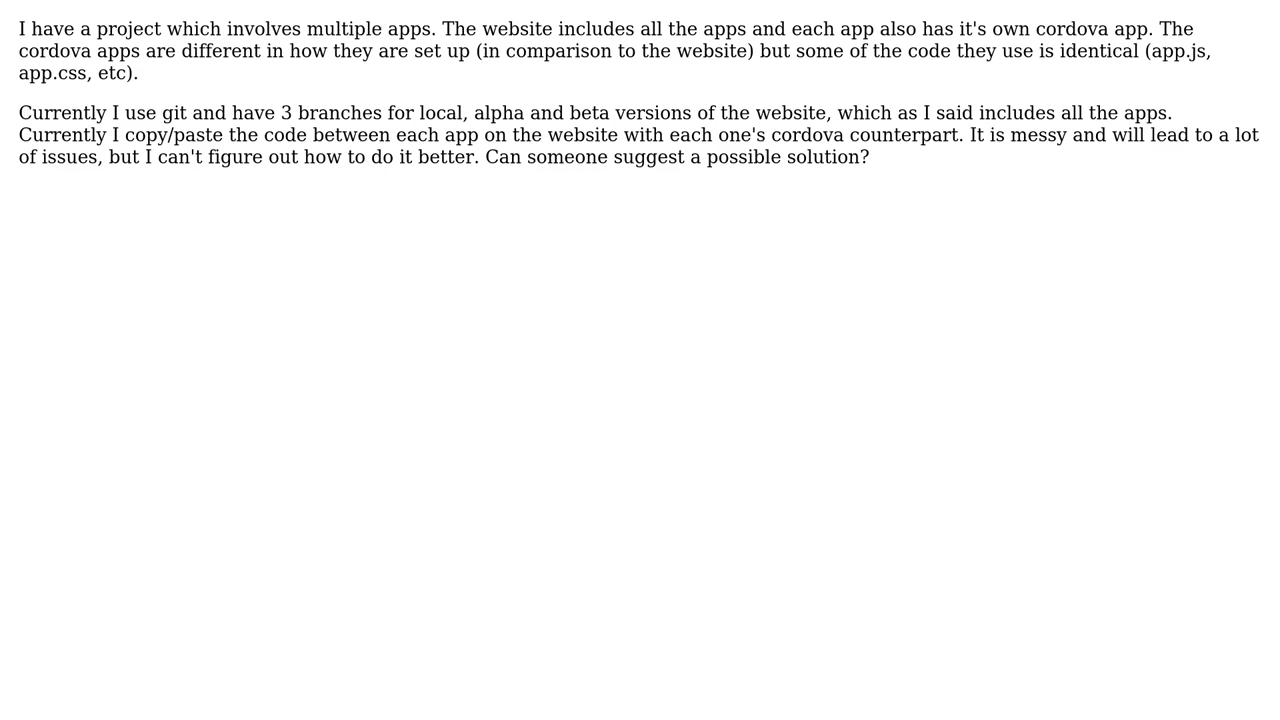 I have a project which involves multiple apps. The website includes all the apps and each app also has it's own cordova app. The
cordova apps are different in how they are set up (in comparison to the website) but some of the code they use is identical (app.js,
app.css, etc).
Currently I use git and have 3 branches for local, alpha and beta versions of the website, which as I said includes all the apps.
Currently I copy/paste the code between each app on the website with each one's cordova counterpart. It is messy and will lead to a lot
of issues, but I can't figure out how to do it better. Can someone suggest a possible solution?